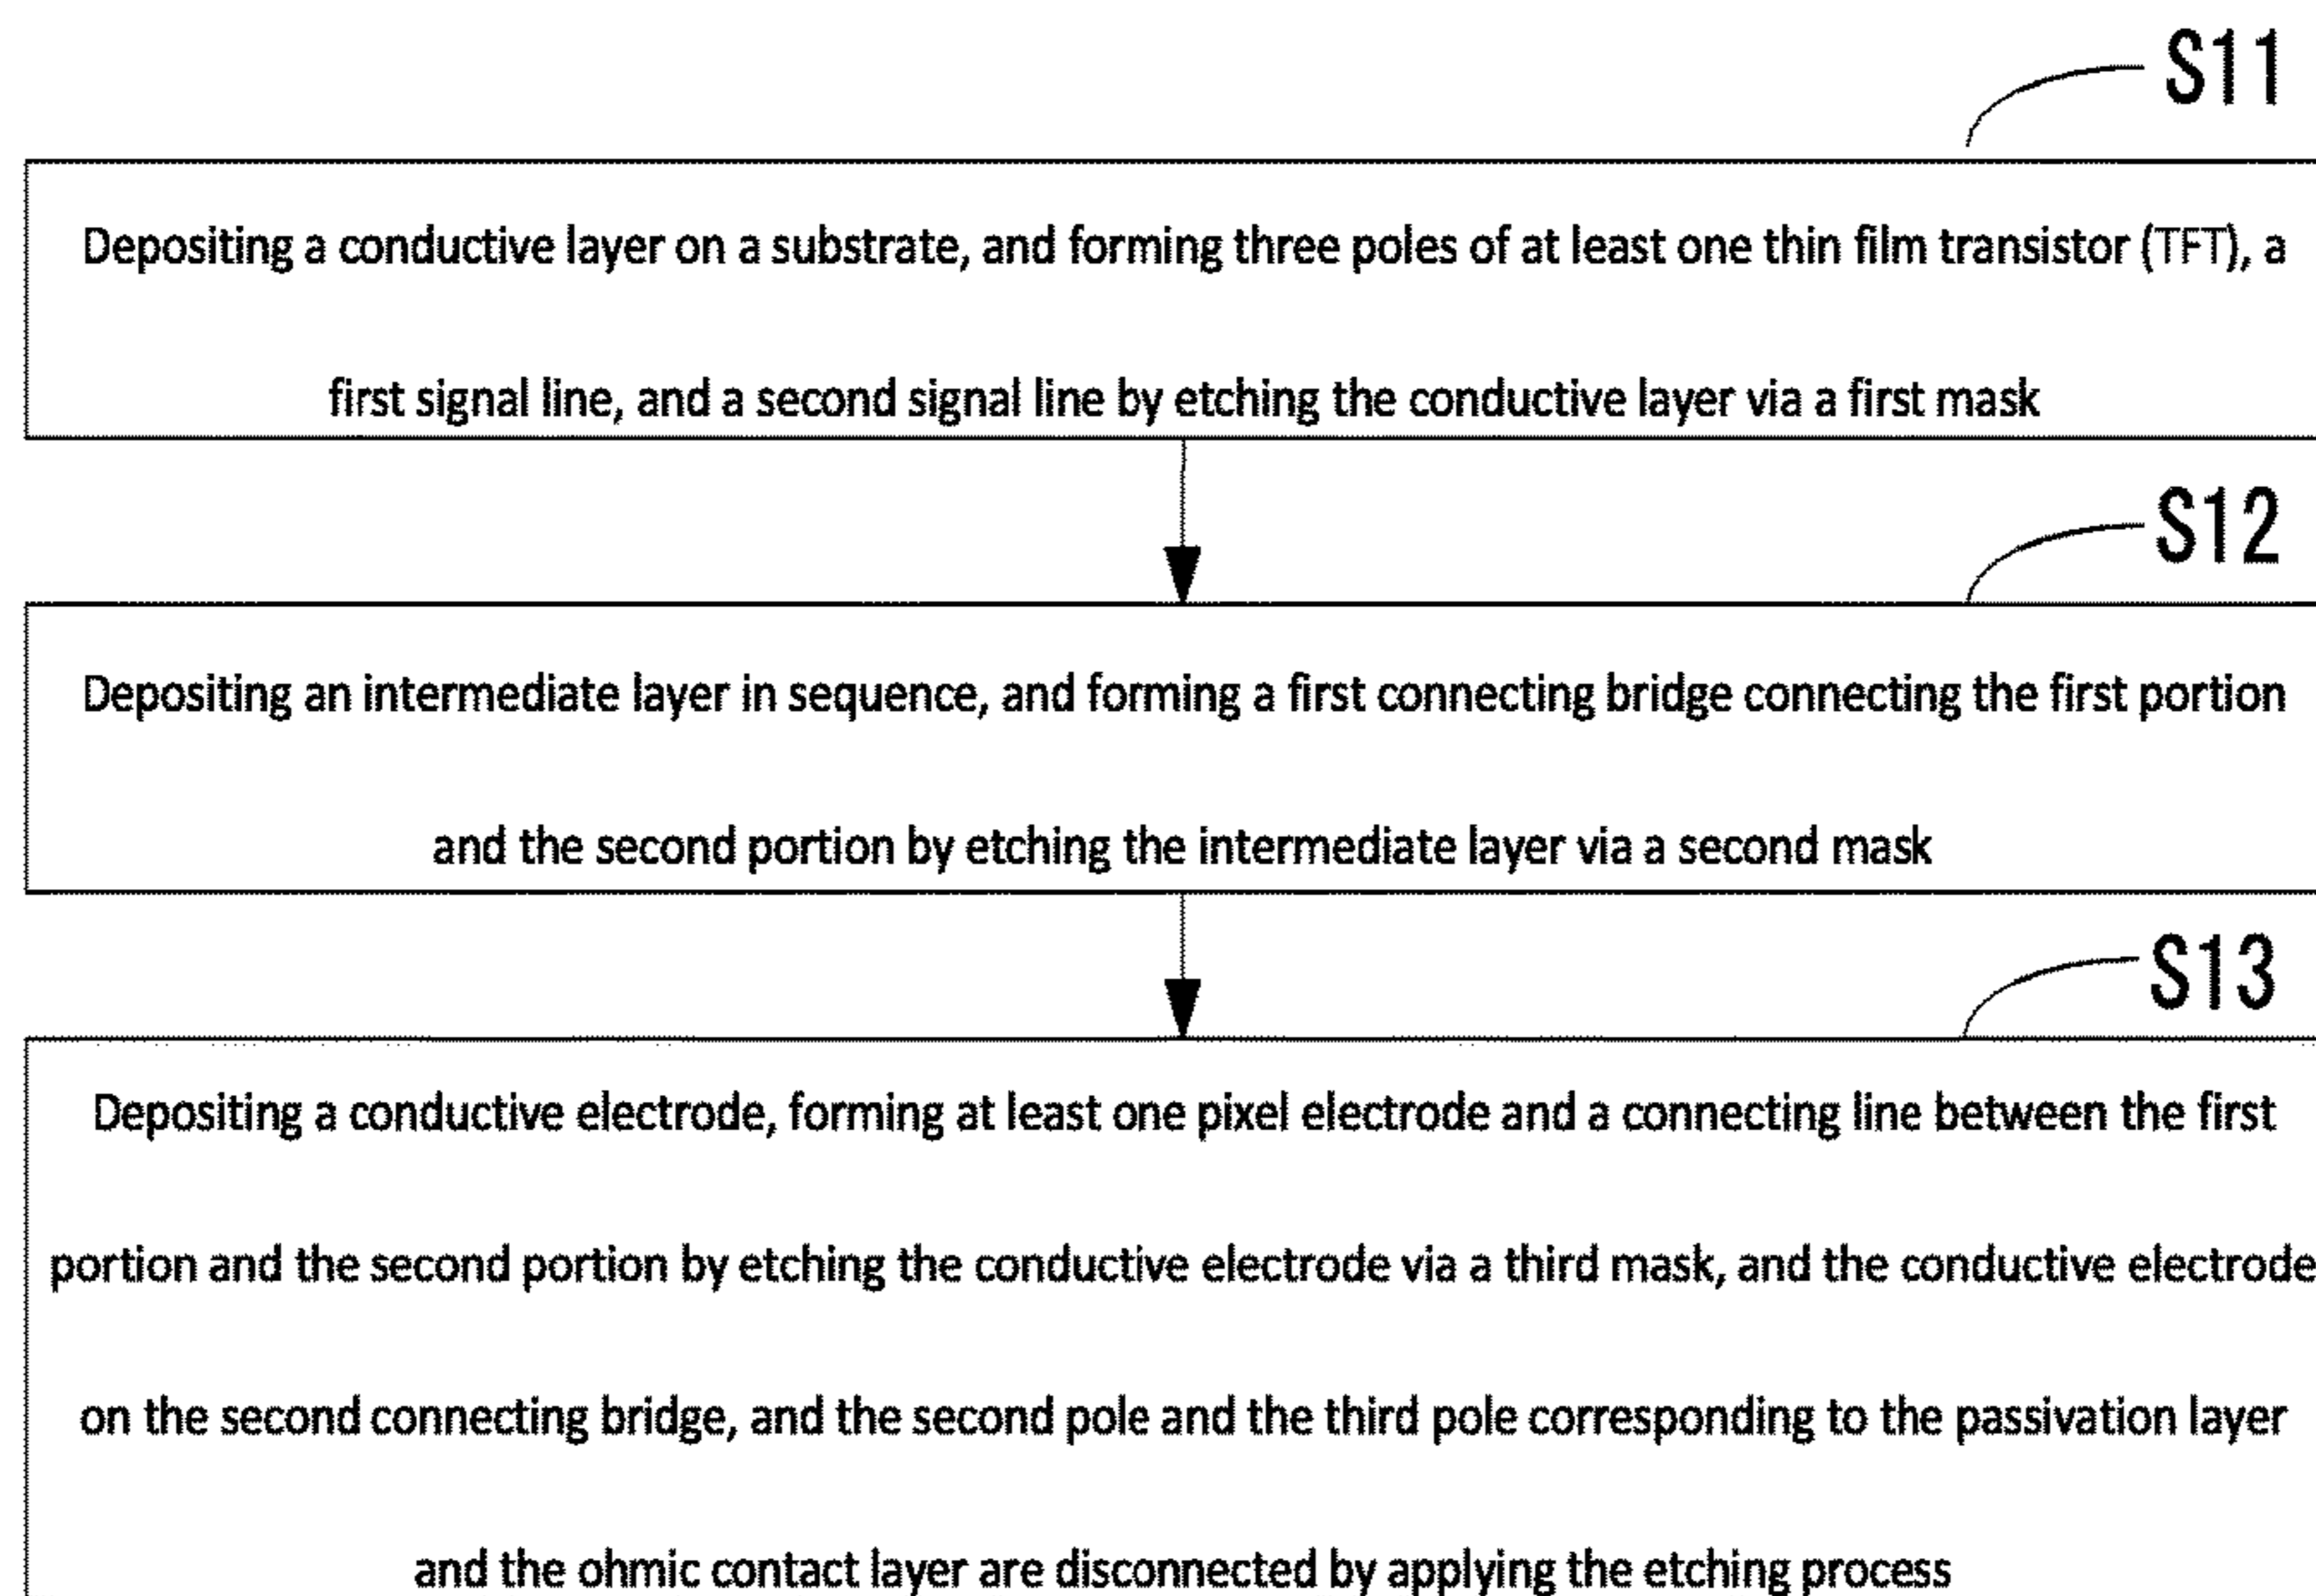 S11
Depositing a conductive layer on a substrate, and forming three poles of at least one thin film transistor (TFT), a
first signal line, and a second signal line by etching the conductive layer via a first mask
S12
Depositing an intermediate layer in sequence, and forming a first connecting bridge connecting the first portion
and the second portion by etching the intermediate layer via a second mask
S13
Depositing a conductive electrode, forming at least one pixel electrode and a connecting line between the first
portion and the second portion by etching the conductive electrode via a third mask, and the conductive electrode
on the second connecting bridge, and the second pole and the third pole corresponding to the passivation layer
and the ohmic contact layer are disconnected by applying the etching process